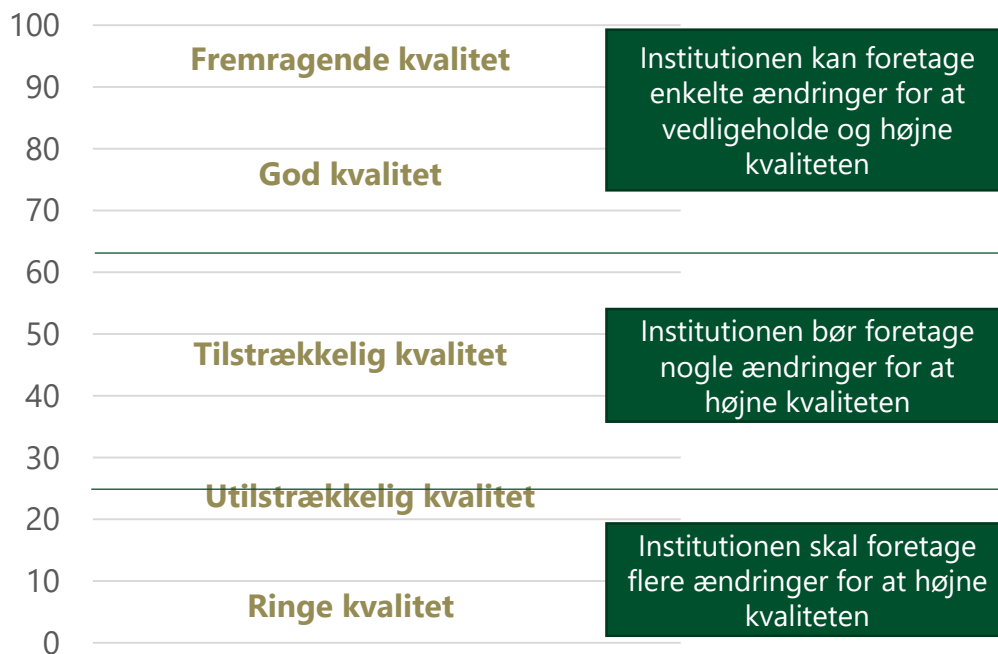 100
Fremragende kvalitet
90
80
God kvalitet
70
60
50
Tilstrækkelig kvalitet
40
30
Utilstrækkelig kvalitet
20
10
Ringe kvalitet
0
Institutionen kan foretage
enkelte ændringer for at
vedligeholde og højne
kvaliteten
Institutionen bør foretage
nogle ændringer for at
højne kvaliteten
Institutionen skal foretage
flere ændringer for at højne
kvaliteten